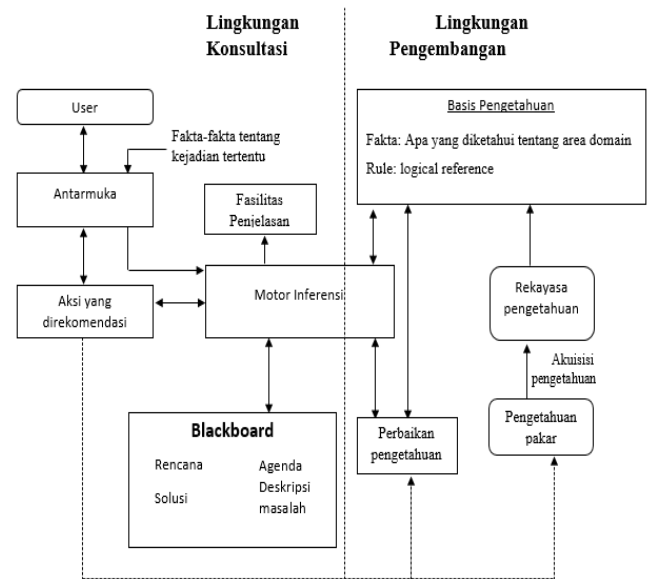 Lingkungan
Konsultasi
Lingkungan
Pengembangan
User
Fakta-fakta tentang
kejadian tertentu
Antarmuka
Fasilitas
Penjelasan
Aksi yang
direkomendasi
Motor Inferensi
Blackboard
Rencana
Agenda
Solusi
Deskripsi
masalah
Basis Pengetahuan
Fakta: Apa yang diketahui tentang area domain
Rule: logical reference
Rekayasa
pengetahuan
Akuisisi
pengetahuan
Pengetahuan
pakar
Perbaikan
pengetahuan